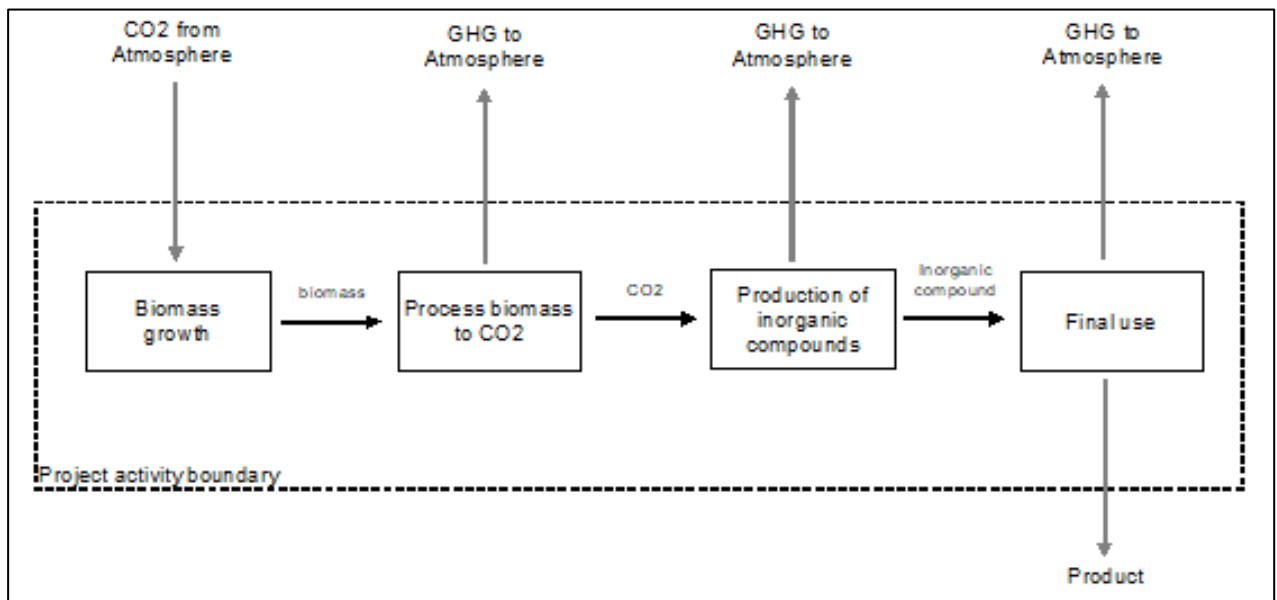 CO2 from
Atmosphere
GHG to
Atmosphere
GHG to
Atmosphere
GHG to
Atmosphere
Biomass
growth
biomass
Process biomass
to CO2
CO2
Production of
inorganic
compounds
Inorganic
compound
Final use
Project activity boundary
Product